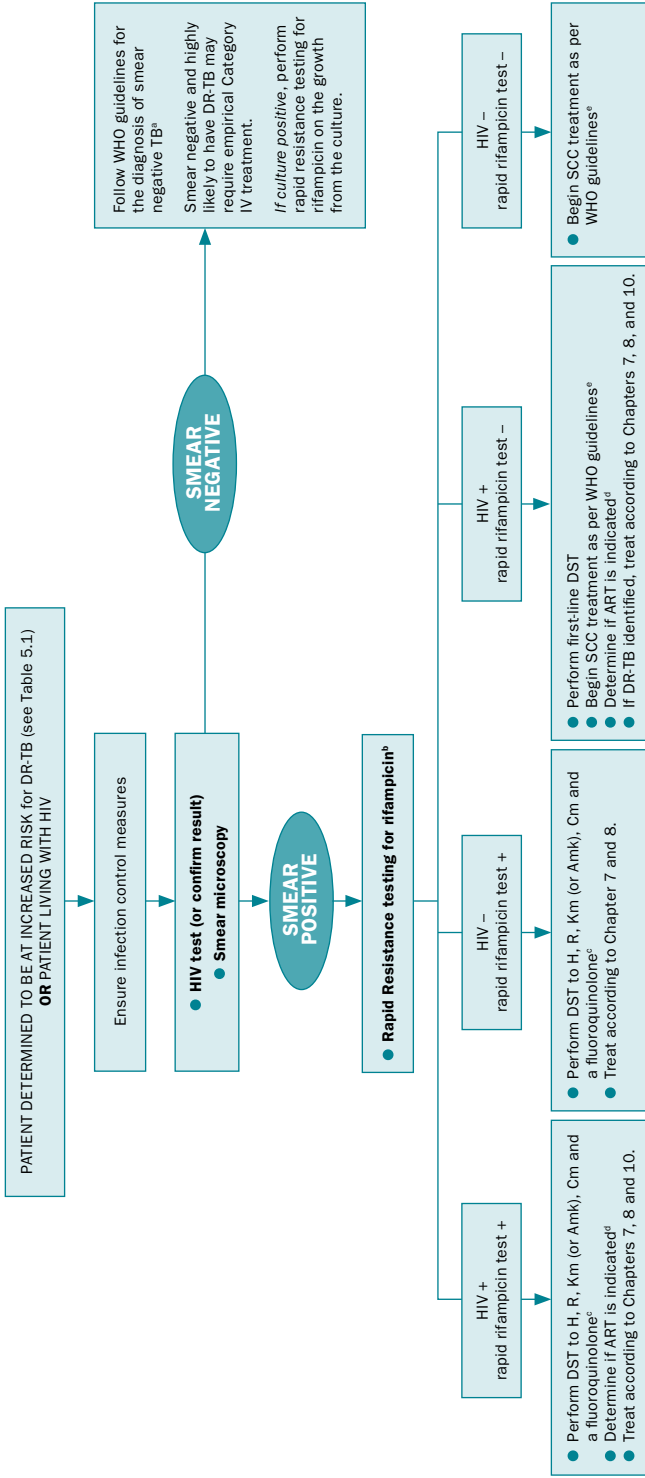 PATIENT DETERMINED TO BE AT INCREASED RISK for DR-TB (see Table 5.1)
OR PATIENT LIVING WITH HIV
Ensure infection control measures
● HIV test (or confirm result)
● Smear microscopy
SMEAR
NEGATIVE
Follow WHO guidelines for
the diagnosis of smear
negative TBᵃ
Smear negative and highly
likely to have DR-TB may
require empirical Category
IV treatment.
If culture positive, perform
rapid resistance testing for
rifampicin on the growth
from the culture.
SMEAR
POSITIVE
● Rapid Resistance testing for rifampicinᵇ
HIV +
rapid rifampicin test +
HIV –
rapid rifampicin test +
HIV +
rapid rifampicin test –
HIV –
rapid rifampicin test –
● Perform DST to H, R, Km (or Amk), Cm and
a fluoroquinoloneᶜ
● Determine if ART is indicatedᵈ
● Treat according to Chapters 7, 8 and 10.
● Perform DST to H, R, Km (or Amk), Cm and
a fluoroquinoloneᶜ
● Treat according to Chapter 7 and 8.
● Perform first-line DST
● Begin SCC treatment as per WHO guidelinesᵉ
● Determine if ART is indicatedᵈ
● If DR-TB identified, treat according to Chapters 7, 8, and 10.
● Begin SCC treatment as per
WHO guidelinesᵉ